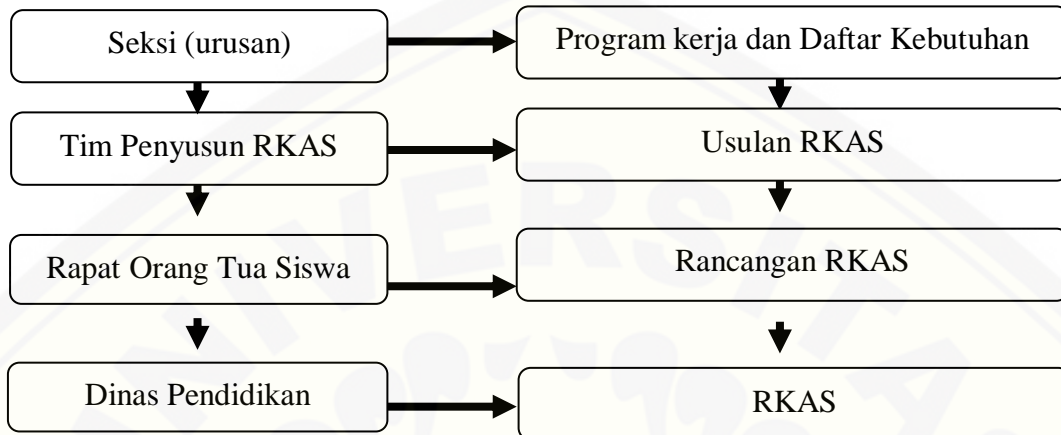 Seksi (urusan)
Program kerja dan Daftar Kebutuhan
Tim Penyusun RKAS
Usulan RKAS
Rapat Orang Tua Siswa
Rancangan RKAS
Dinas Pendidikan
RKAS